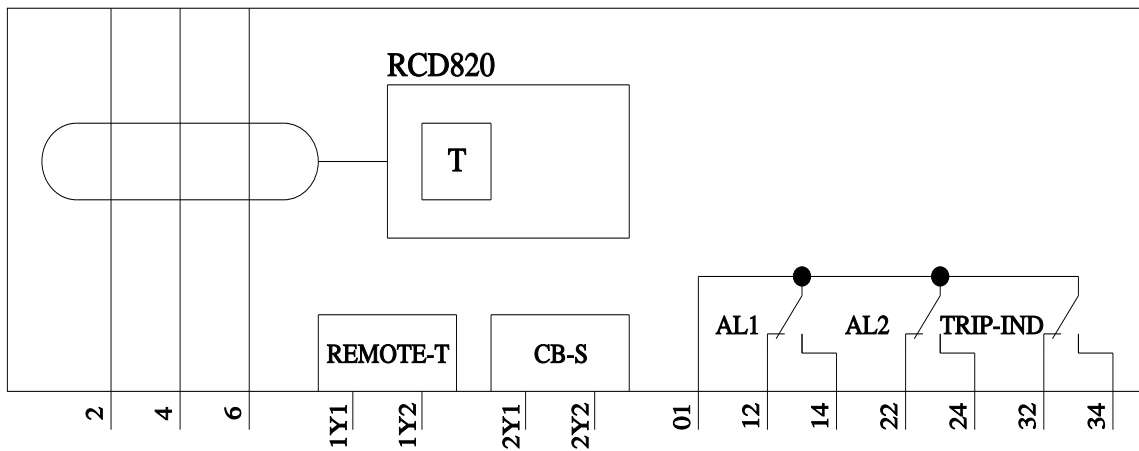 RCD820
T
AL1
AL2
TRIP-IND
REMOTE-T
CB-S
2
4
6
1Y1
1Y2
2Y1
2Y2
01
12
14
22
24
32
34